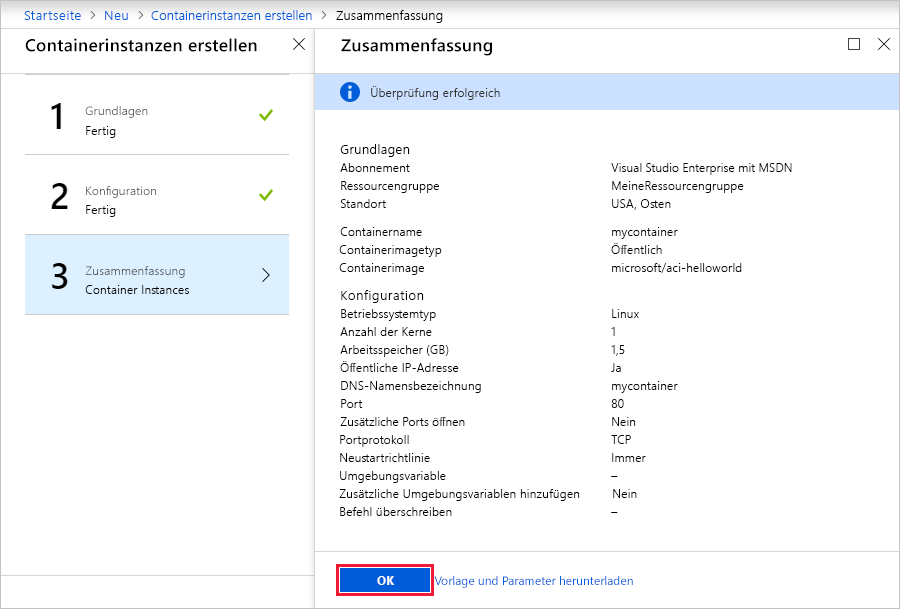 Startseite > Neu > Containerinstanzen erstellen > Zusammenfassung
Containerinstanzen erstellen
1
Grundlagen
Fertig
2
Konfiguration
Fertig
3
Zusammenfassung
Container Instances
Zusammenfassung
Überprüfung erfolgreich
Grundlagen
Abonnement Visual Studio Enterprise mit MSDN
Ressourcengruppe MeineRessourcengruppe
Standort USA, Osten
Containername mycontainer
Containerimagetyp Öffentlich
Containerimage microsoft/aci-helloworld
Konfiguration
Betriebssystemtyp Linux
Anzahl der Kerne 1
Arbeitsspeicher (GB) 1,5
Öffentliche IP-Adresse Ja
DNS-Namensbezeichnung mycontainer
Port 80
Zusätzliche Ports öffnen Nein
Portprotokoll TCP
Neustartrichtlinie Immer
Umgebungsvariable –
Zusätzliche Umgebungsvariablen hinzufügen Nein
Befehl überschreiben –
OK Vorlage und Parameter herunterladen